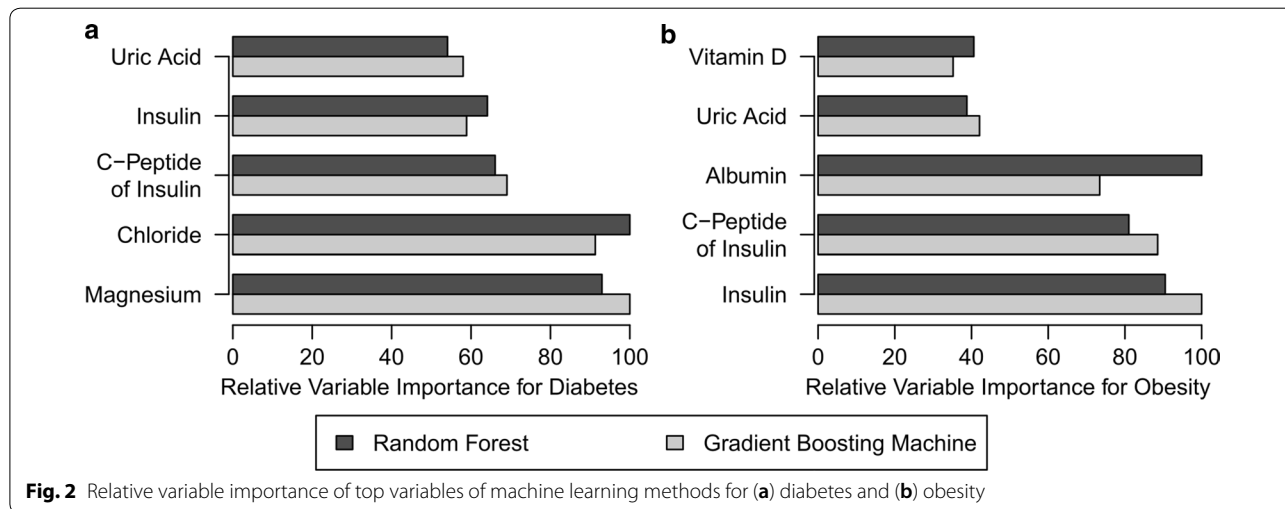 a
Uric Acid
Insulin
C−Peptide
of Insulin
Chloride
Magnesium
0 20 40 60 80 100
Relative Variable Importance for Diabetes
b
Vitamin D
Uric Acid
Albumin
C−Peptide
of Insulin
Insulin
0 20 40 60 80 100
Relative Variable Importance for Obesity
Random Forest Gradient Boosting Machine
Fig. 2 Relative variable importance of top variables of machine learning methods for (a) diabetes and (b) obesity